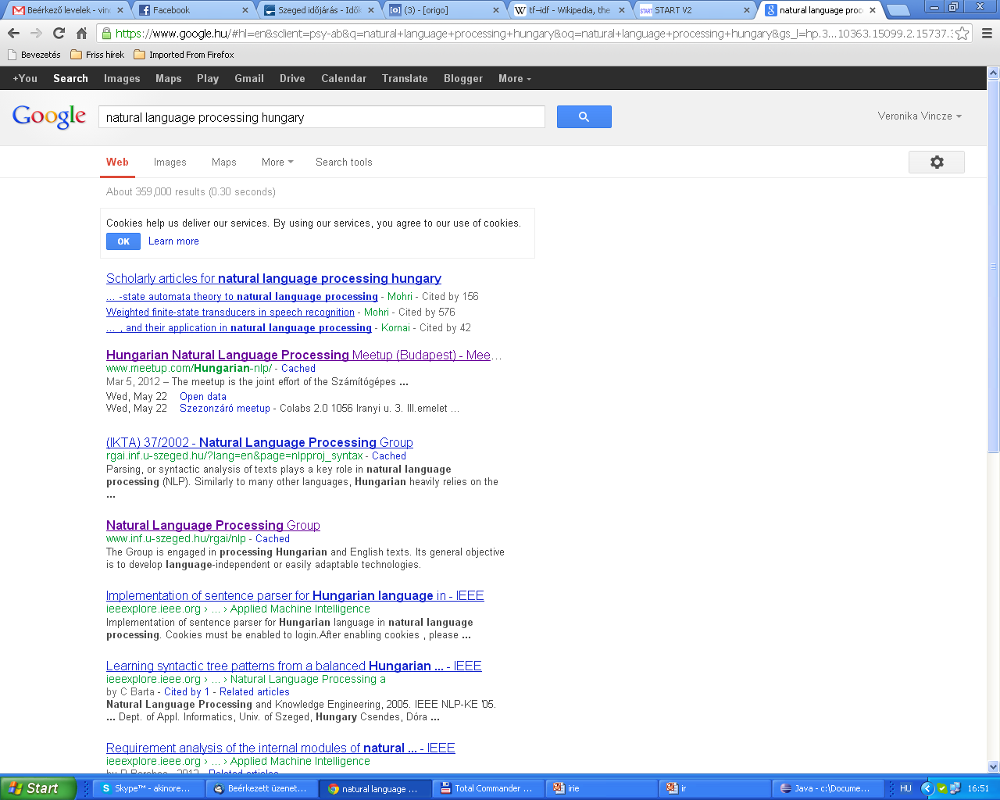 Beérkező levelek - vinc
Facebook
Szeged időjárás - Idők
(3) - [origo]
tf–idf - Wikipedia, the
START V2
natural language proc
https://www.google.hu/#hl=en&sclient=psy-ab&q=natural+language+processing+hungary&oq=natural+language+processing+hungary&gs_l=hp.3...10363.15099.2.15737.3
Bevezetés Friss hírek Imported From Firefox
+You Search Images Maps Play Gmail Drive Calendar Translate Blogger More
Google natural language processing hungary Veronika Vincze
Web Images Maps More Search tools
About 359,000 results (0.30 seconds)
Cookies help us deliver our services. By using our services, you agree to our use of cookies.
OK Learn more
Scholarly articles for natural language processing hungary
... -state automata theory to natural language processing - Mohri - Cited by 156
Weighted finite-state transducers in speech recognition - Mohri - Cited by 576
... , and their application in natural language processing - Kornai - Cited by 42
Hungarian Natural Language Processing Meetup (Budapest) - Mee...
www.meetup.com/Hungarian-nlp/ - Cached
Mar 5, 2012 – The meetup is the joint effort of the Számítógépes ...
Wed, May 22 Open data
Wed, May 22 Szezonzáró meetup - Colabs 2.0 1056 Iranyi u. 3. III.emelet ...
(IKTA) 37/2002 - Natural Language Processing Group
rgai.inf.u-szeged.hu/?lang=en&page=nlpproj_syntax - Cached
Parsing, or syntactic analysis of texts plays a key role in natural language
processing (NLP). Similarly to many other languages, Hungarian heavily relies on the
...
Natural Language Processing Group
www.inf.u-szeged.hu/rgai/nlp - Cached
The Group is engaged in processing Hungarian and English texts. Its general objective
is to develop language-independent or easily adaptable technologies.
Implementation of sentence parser for Hungarian language in - IEEE
ieeexplore.ieee.org › ... › Applied Machine Intelligence
Implementation of sentence parser for Hungarian language in natural language
processing. Cookies must be enabled to login.After enabling cookies , please ...
Learning syntactic tree patterns from a balanced Hungarian ... - IEEE
ieeexplore.ieee.org › ... › Natural Language Processing a
by C Barta - Cited by 1 - Related articles
Natural Language Processing and Knowledge Engineering, 2005. IEEE NLP-KE '05.
... Dept. of Appl. Informatics, Univ. of Szeged, Hungary Csendes, Dóra ...
Requirement analysis of the internal modules of natural ... - IEEE
ieeexplore.ieee.org › ... › Applied Machine Intelligence
2012 - Related articles
Start Skype™ - akinore... Beérkezett üzenet... natural language ... Total Commander ... irie ir Java - c:\Docume... HU 16:51